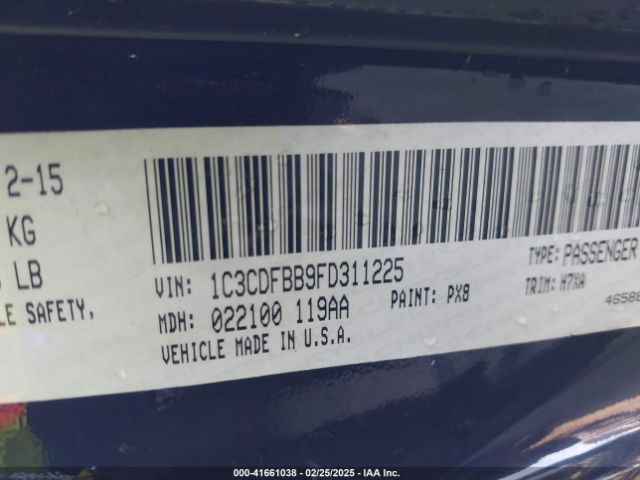 2-15
KG
LB
LE SAFETY,
VIN: 1C3CDFBB9FD311225
TYPE: PASSENGER
MDH: 022100 119AA
PAINT: PX8
TRIM: H7XA
VEHICLE MADE IN U.S.A.
46589
000-41661038 - 02/25/2025 - IAA Inc.